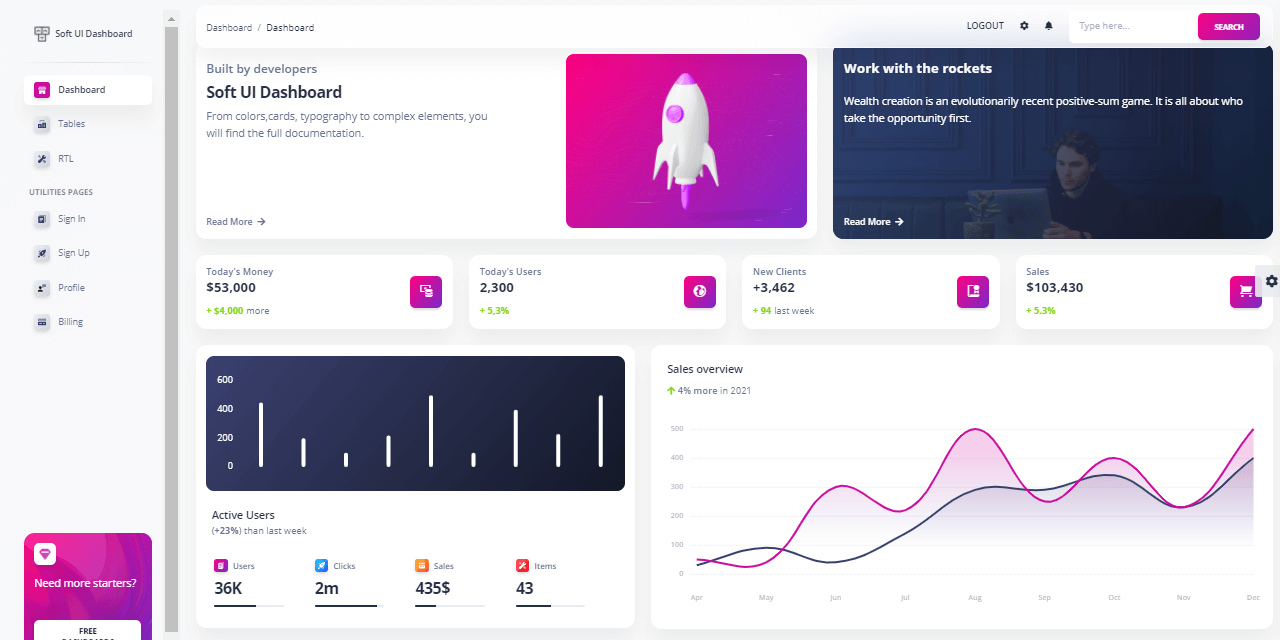 Soft UI Dashboard
Dashboard
Tables
RTL
UTILITIES PAGES
Sign In
Sign Up
Profile
Billing
Need more starters?
FREE
Dashboard / Dashboard
LOGOUT
Type here...
SEARCH
Built by developers
Soft UI Dashboard
From colors,cards, typography to complex elements, you
will find the full documentation.
Read More
Work with the rockets
Wealth creation is an evolutionarily recent positive-sum game. It is all about who
take the opportunity first.
Read More
Today's Money
$53,000
+ $4,000 more
Today's Users
2,300
+ 5,3%
New Clients
+3,462
+ 94 last week
Sales
$103,430
+ 5.3%
600
400
200
0
Active Users
(+23%) than last week
Users
36K
Clicks
2m
Sales
435$
Items
43
Sales overview
4% more in 2021
500
400
300
200
100
0
Apr May Jun Jul Aug Sep Oct Nov Dec